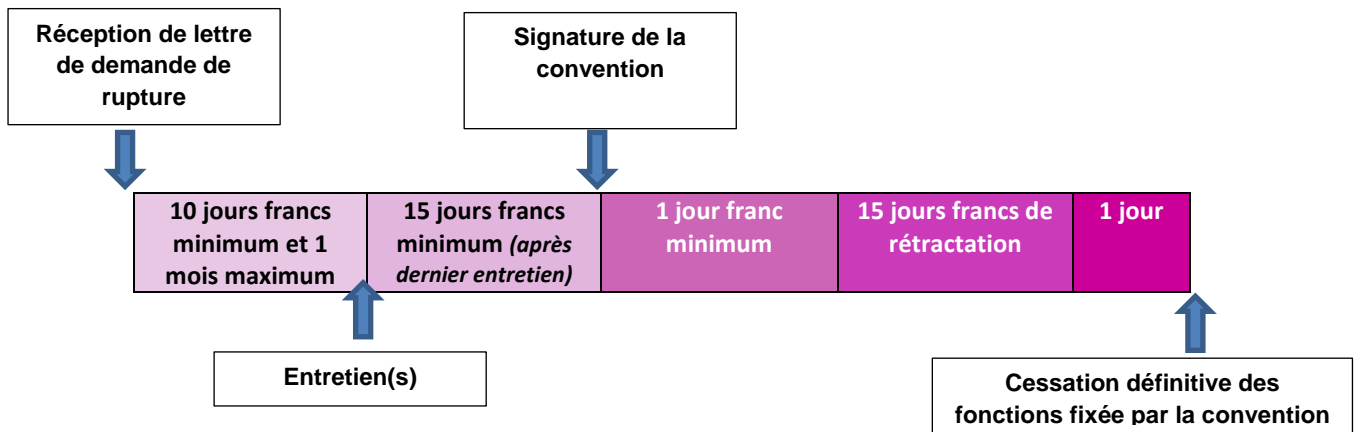 Réception de lettre
de demande de
rupture
Signature de la
convention
10 jours francs
minimum et 1
mois maximum
15 jours francs
minimum (après
dernier entretien)
1 jour franc
minimum
15 jours francs de
rétractation
1 jour
Entretien(s)
Cessation définitive des
fonctions fixée par la convention